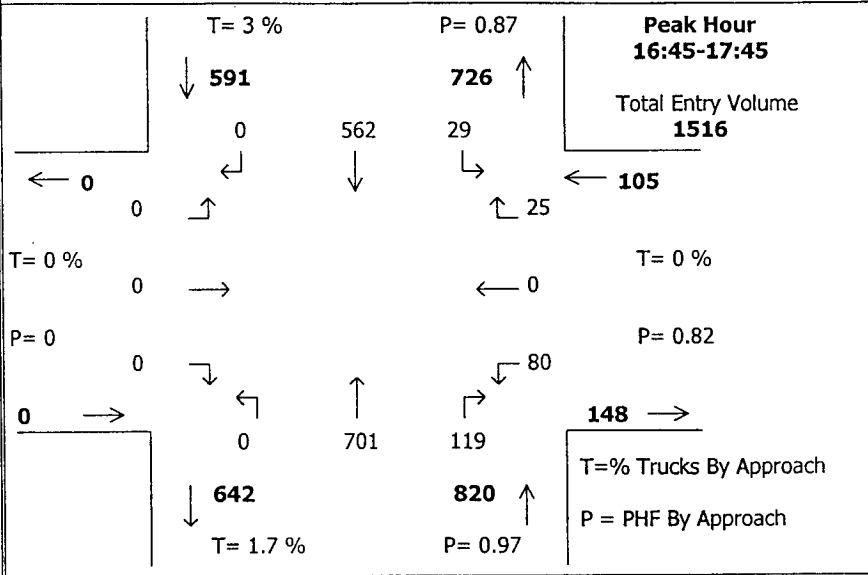 T= 3 % P= 0.87 Peak Hour
16:45-17:45
591 726
Total Entry Volume
0 562 29 1516
0 105
0 25
T= 0 % T= 0 %
0 0
P= 0 P= 0.82
0 80
0 148
0 701 119
T=% Trucks By Approach
642 820
P = PHF By Approach
T= 1.7 % P= 0.97